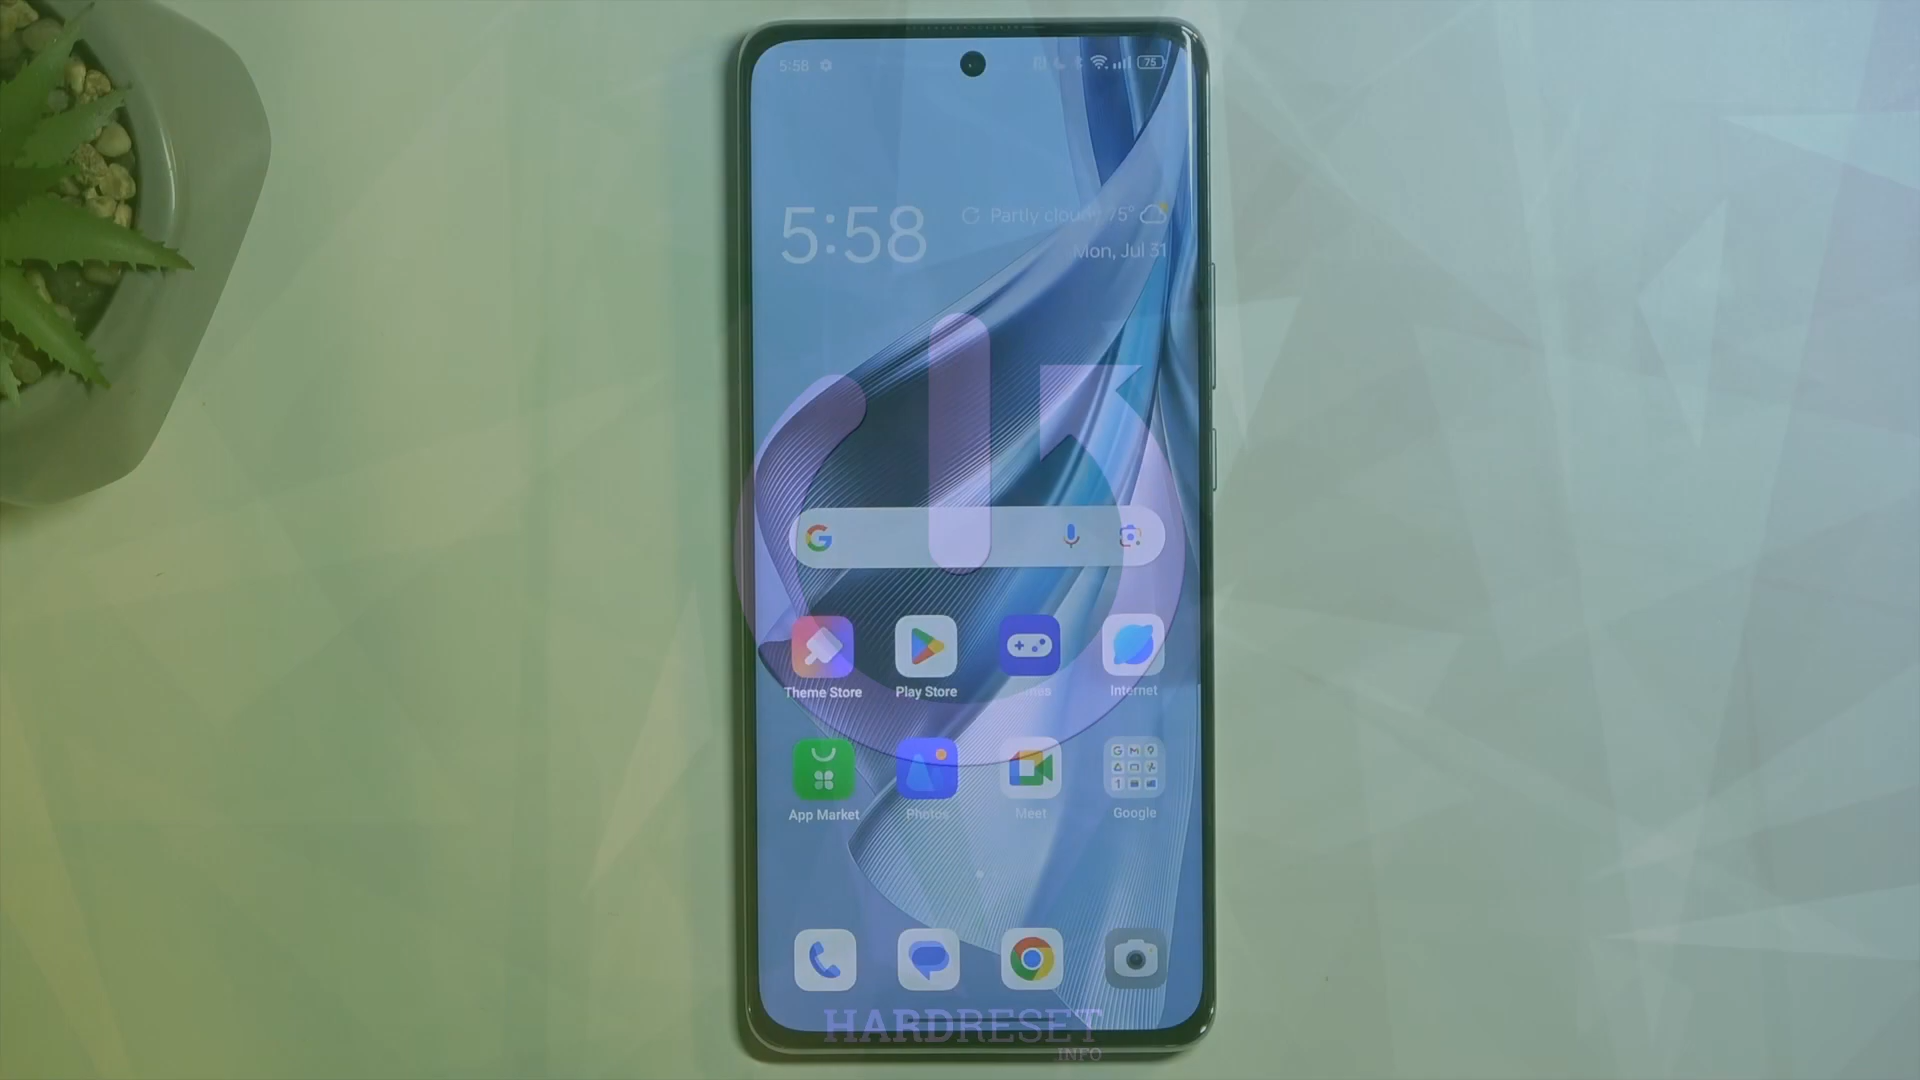 5:58
75
5:58
Partly cloudy 75°
Mon, Jul 31
Theme Store
Play Store
Internet
App Market
Photos
Meet
Google
HARDRESET
.INFO